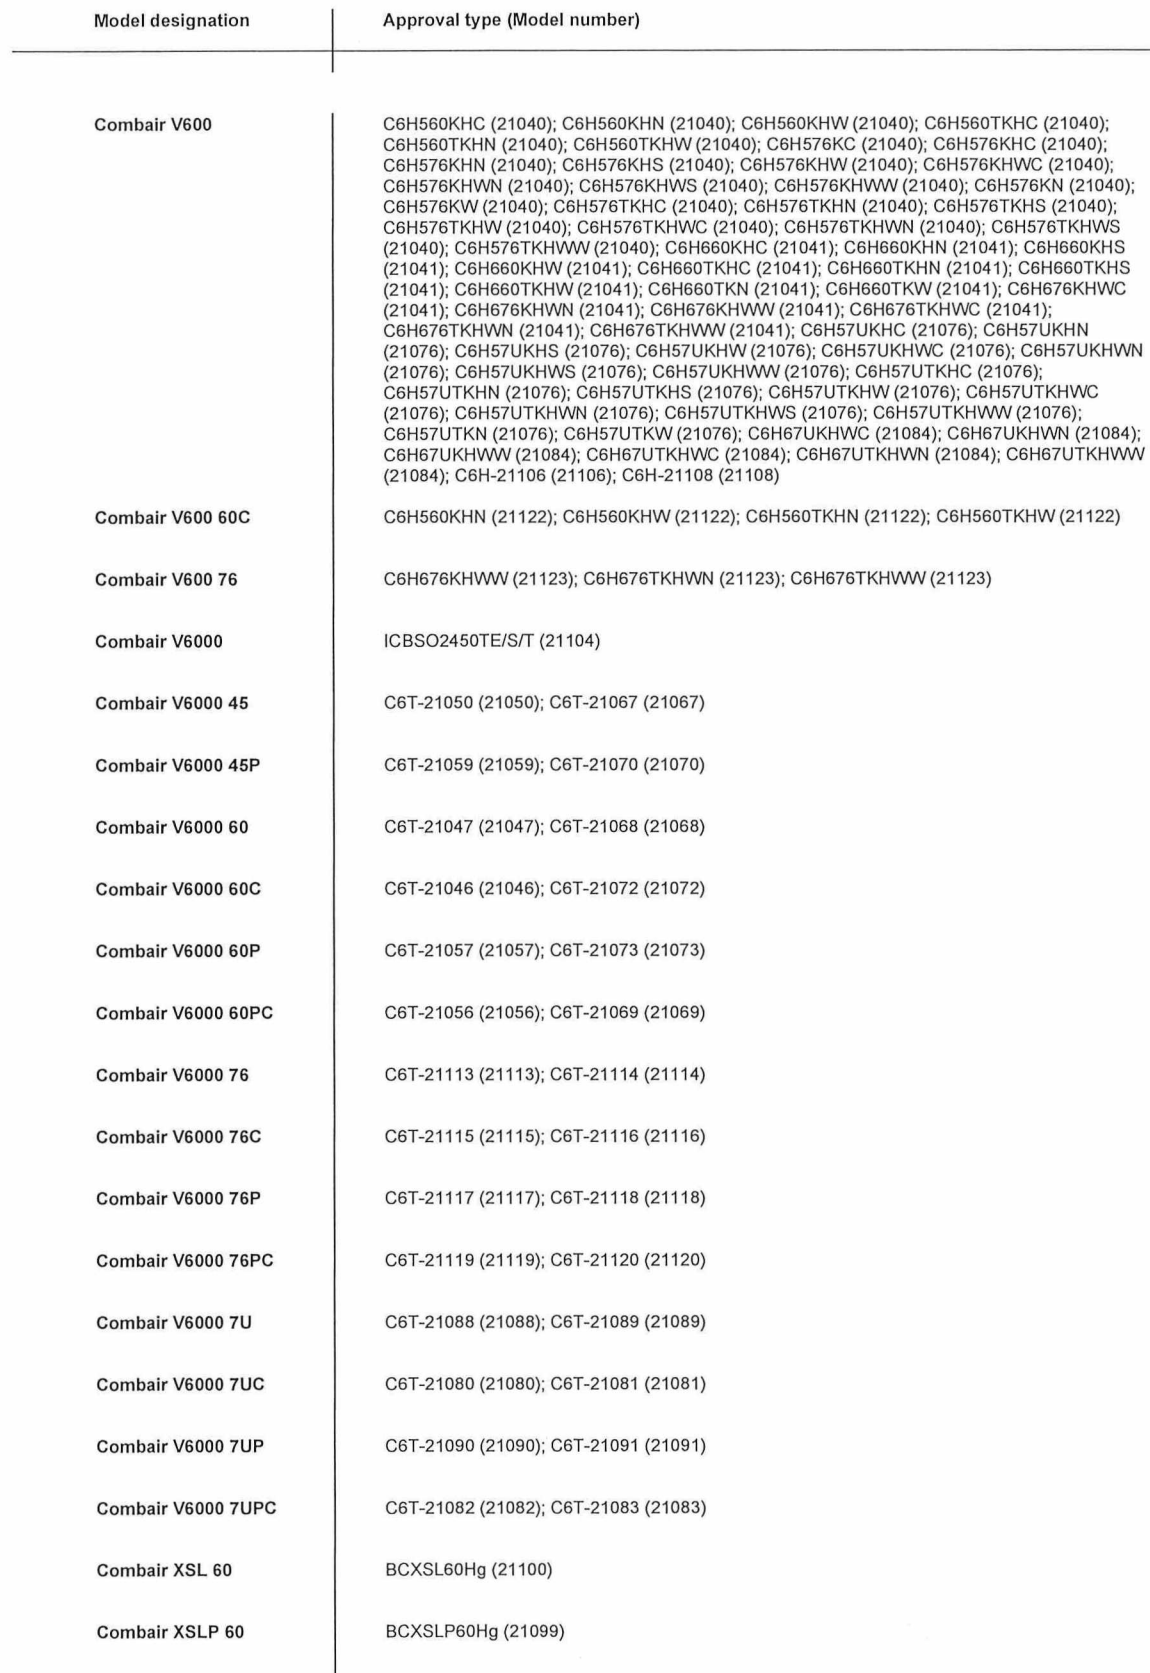 Model designation
Approval type (Model number)
Combair V600
C6H560KHC (21040); C6H560KHN (21040); C6H560KHW (21040); C6H560TKHC (21040);
C6H560TKHN (21040); C6H560TKHW (21040); C6H576KC (21040); C6H576KHC (21040);
C6H576KHN (21040); C6H576KHS (21040); C6H576KHW (21040); C6H576KHWC (21040);
C6H576KHWN (21040); C6H576KHWS (21040); C6H576KHWW (21040); C6H576KN (21040);
C6H576KW (21040); C6H576TKHC (21040); C6H576TKHN (21040); C6H576TKHS (21040);
C6H576TKHW (21040); C6H576TKHWC (21040); C6H576TKHWN (21040); C6H576TKHWS
(21040); C6H576TKHWW (21040); C6H660KHC (21041); C6H660KHN (21041); C6H660KHS
(21041); C6H660KHW (21041); C6H660TKHC (21041); C6H660TKHN (21041); C6H660TKHS
(21041); C6H660TKHW (21041); C6H660TKN (21041); C6H660TKW (21041); C6H676KHWC
(21041); C6H676KHWN (21041); C6H676KHWW (21041); C6H676TKHWC (21041);
C6H676TKHWN (21041); C6H676TKHWW (21041); C6H57UKHC (21076); C6H57UKHN
(21076); C6H57UKHS (21076); C6H57UKHW (21076); C6H57UKHWC (21076); C6H57UKHWN
(21076); C6H57UKHWS (21076); C6H57UKHWW (21076); C6H57UTKHC (21076);
C6H57UTKHN (21076); C6H57UTKHS (21076); C6H57UTKHW (21076); C6H57UTKHWC
(21076); C6H57UTKHWN (21076); C6H57UTKHWS (21076); C6H57UTKHWW (21076);
C6H57UTKN (21076); C6H57UTKW (21076); C6H67UKHWC (21084); C6H67UKHWN (21084);
C6H67UKHWW (21084); C6H67UTKHWC (21084); C6H67UTKHWN (21084); C6H67UTKHWW
(21084); C6H-21106 (21106); C6H-21108 (21108)
Combair V600 60C
C6H560KHN (21122); C6H560KHW (21122); C6H560TKHN (21122); C6H560TKHW (21122)
Combair V600 76
C6H676KHWW (21123); C6H676TKHWN (21123); C6H676TKHWW (21123)
Combair V6000
ICBSO2450TE/S/T (21104)
Combair V6000 45
C6T-21050 (21050); C6T-21067 (21067)
Combair V6000 45P
C6T-21059 (21059); C6T-21070 (21070)
Combair V6000 60
C6T-21047 (21047); C6T-21068 (21068)
Combair V6000 60C
C6T-21046 (21046); C6T-21072 (21072)
Combair V6000 60P
C6T-21057 (21057); C6T-21073 (21073)
Combair V6000 60PC
C6T-21056 (21056); C6T-21069 (21069)
Combair V6000 76
C6T-21113 (21113); C6T-21114 (21114)
Combair V6000 76C
C6T-21115 (21115); C6T-21116 (21116)
Combair V6000 76P
C6T-21117 (21117); C6T-21118 (21118)
Combair V6000 76PC
C6T-21119 (21119); C6T-21120 (21120)
Combair V6000 7U
C6T-21088 (21088); C6T-21089 (21089)
Combair V6000 7UC
C6T-21080 (21080); C6T-21081 (21081)
Combair V6000 7UP
C6T-21090 (21090); C6T-21091 (21091)
Combair V6000 7UPC
C6T-21082 (21082); C6T-21083 (21083)
Combair XSL 60
BCXSL60Hg (21100)
Combair XSLP 60
BCXSLP60Hg (21099)